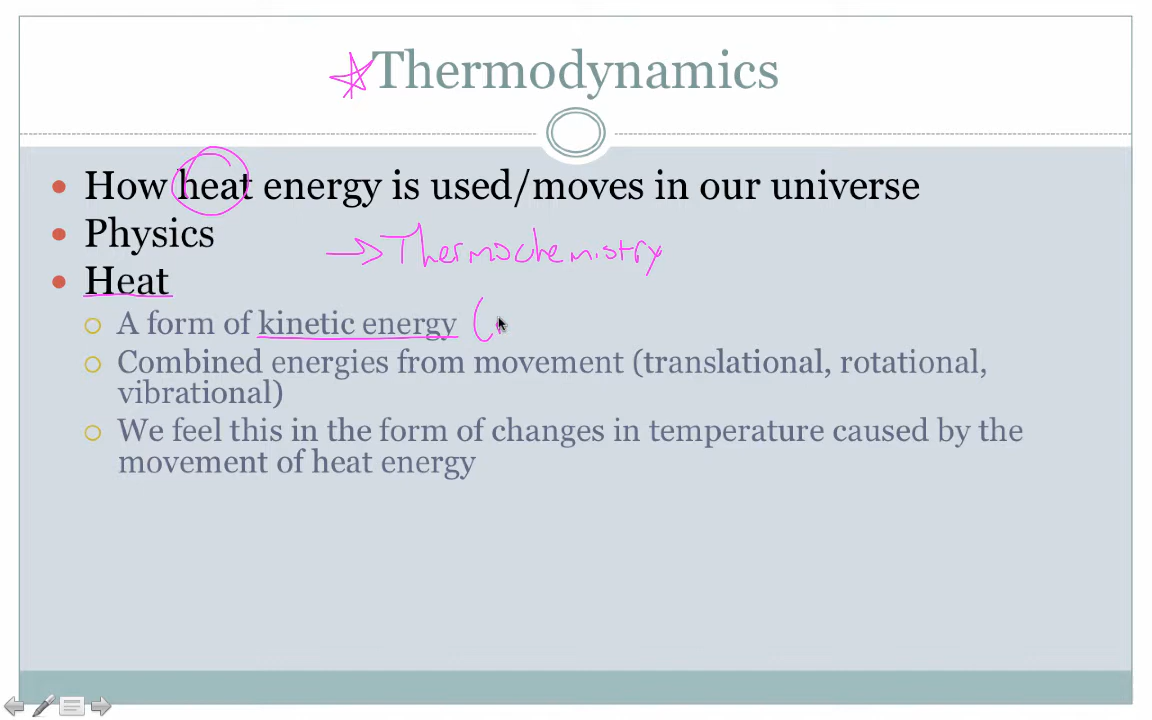 Thermodynamics
How heat energy is used/moves in our universe
Physics
→ Thermochemistry
Heat
A form of kinetic energy (
Combined energies from movement (translational, rotational,
vibrational)
We feel this in the form of changes in temperature caused by the
movement of heat energy